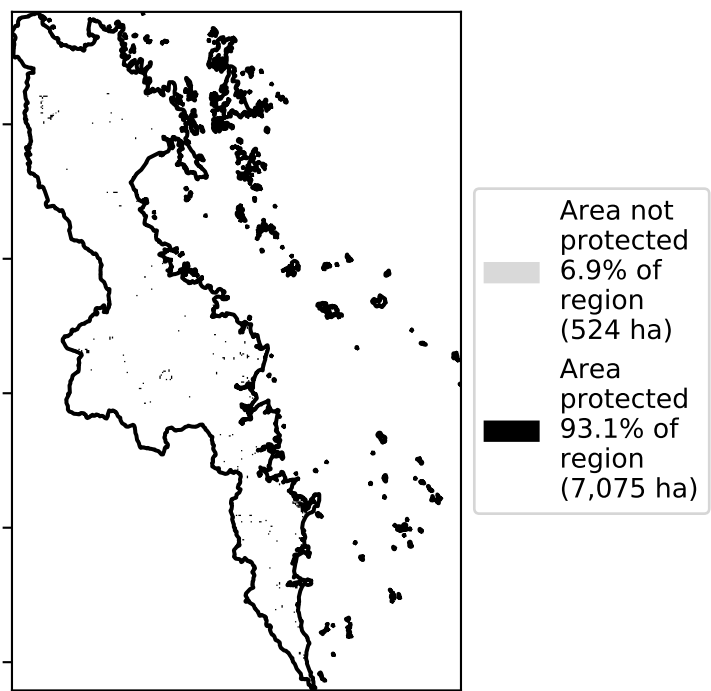 Area not
protected
6.9% of
region
(524 ha)
Area
protected
93.1% of
region
(7,075 ha)